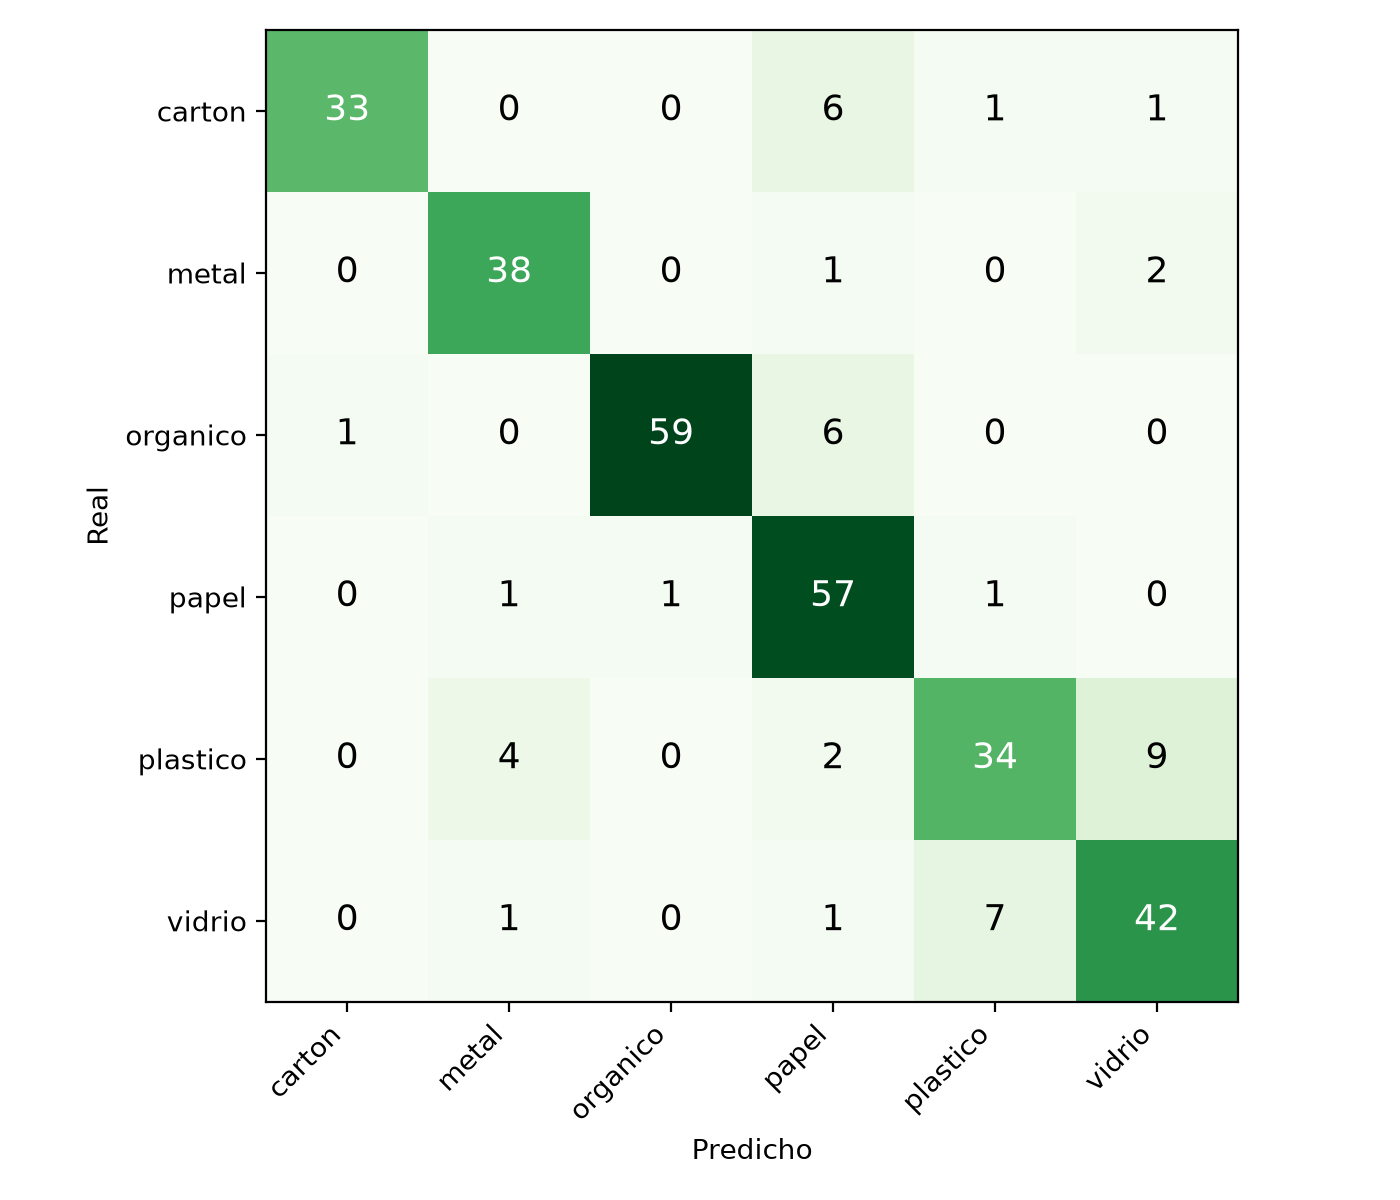 carton 33 0 0 6 1 1
metal 0 38 0 1 0 2
organico 1 0 59 6 0 0
Real
papel 0 1 1 57 1 0
plastico 0 4 0 2 34 9
vidrio 0 1 0 1 7 42
carton metal organico papel plastico vidrio
Predicho